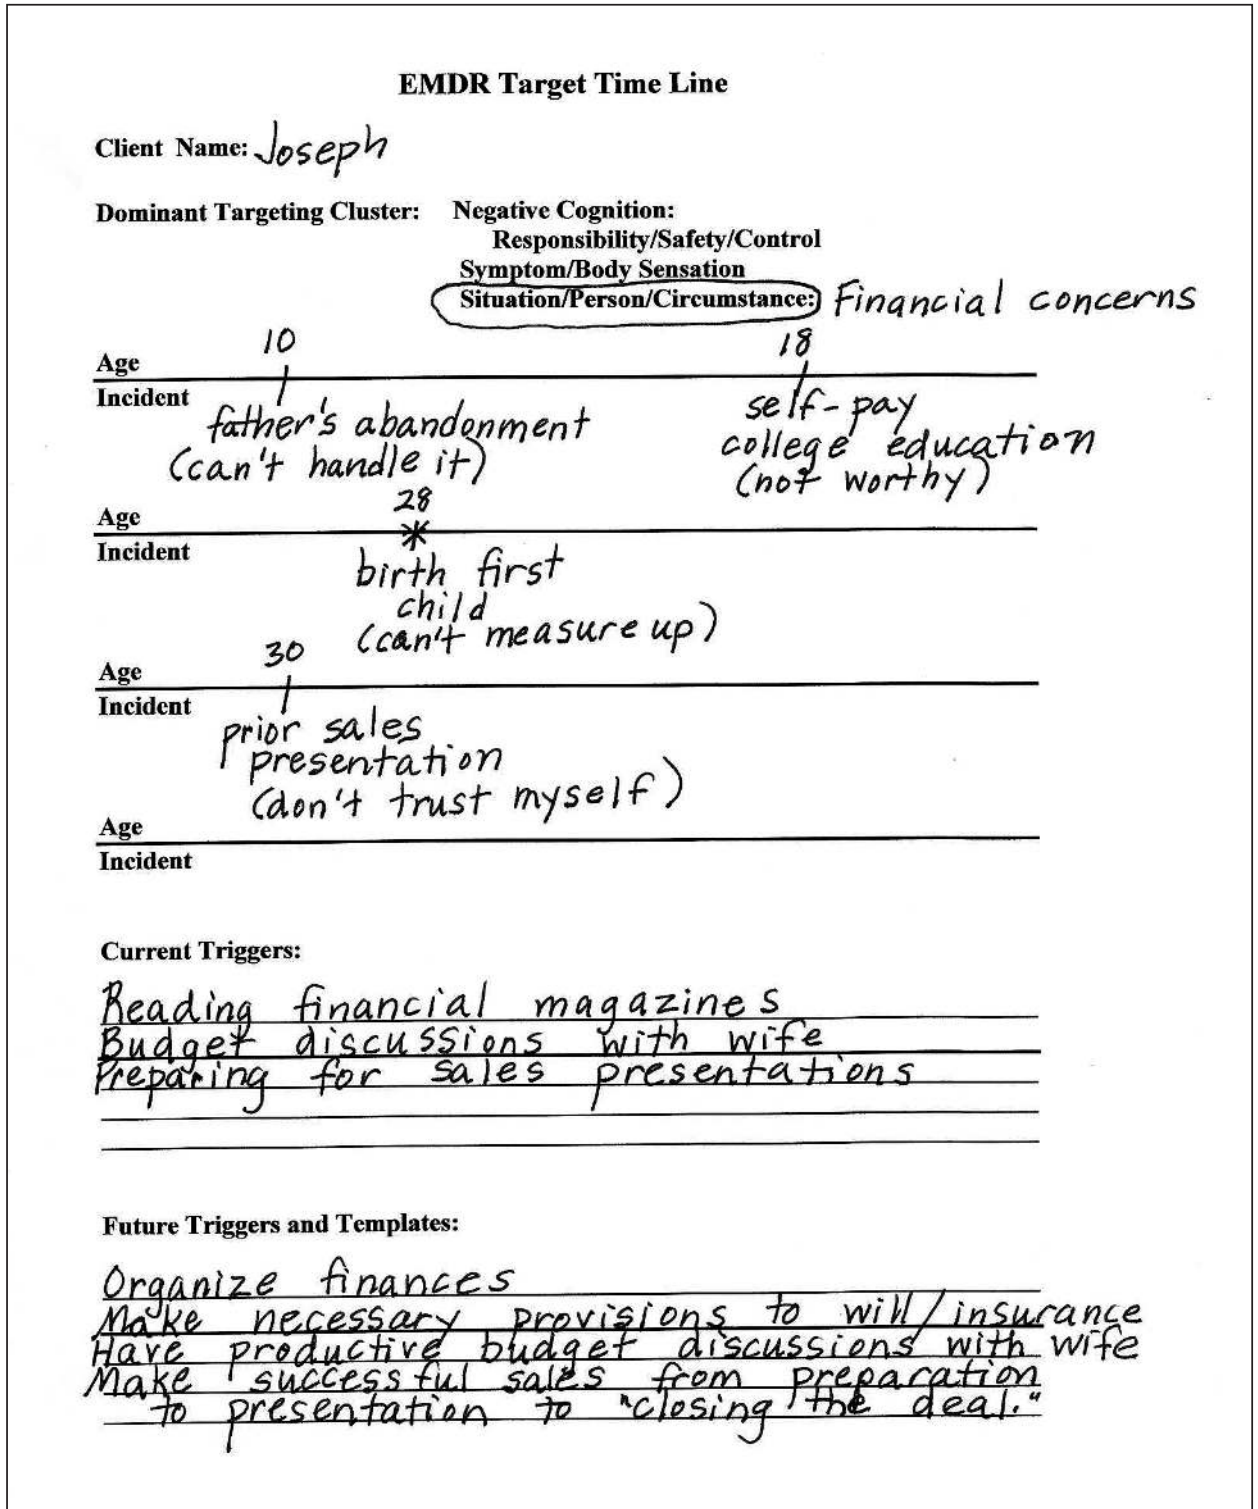 EMDR Target Time Line
Client Name: Joseph
Dominant Targeting Cluster: Negative Cognition:
Responsibility/Safety/Control
Symptom/Body Sensation
Situation/Person/Circumstance: Financial concerns
10 18
Age
Incident
father's abandonment
(can't handle it)
self-pay
college education
(not worthy)
28
Age
Incident
birth first
child
(can't measure up)
30
Age
Incident
prior sales
presentation
(don't trust myself)
Age
Incident
Current Triggers:
Reading financial magazines
Budget discussions with wife
Preparing for sales presentations
Future Triggers and Templates:
Organize finances
Make necessary provisions to will/insurance
Have productive budget discussions with wife
Make successful sales from preparation
to presentation to "closing the deal."